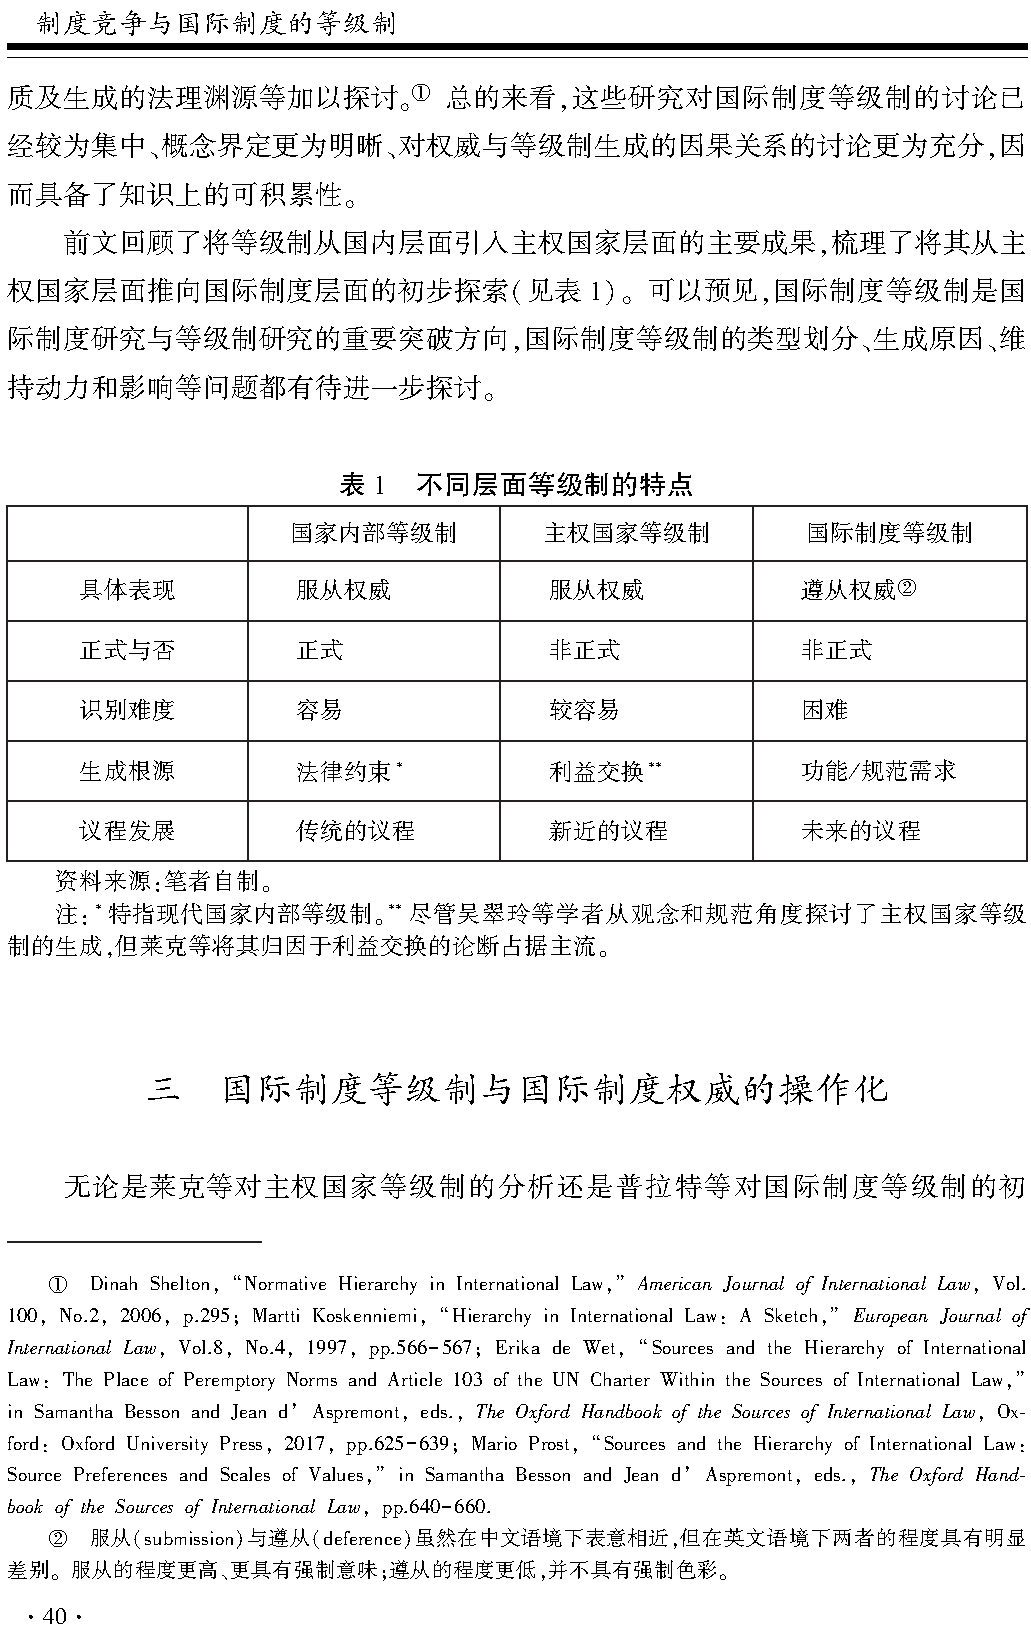 制度竞争与国际制度的等级制
质及生成的法理渊源等加以探讨。① 总的来看,这些研究对国际制度等级制的讨论已
经较为集中、概念界定更为明晰、对权威与等级制生成的因果关系的讨论更为充分,因
而具备了知识上的可积累性。
前文回顾了将等级制从国内层面引入主权国家层面的主要成果,梳理了将其从主
权国家层面推向国际制度层面的初步探索(见表1)。可以预见,国际制度等级制是国
际制度研究与等级制研究的重要突破方向,国际制度等级制的类型划分、生成原因、维
持动力和影响等问题都有待进一步探讨。
表1 不同层面等级制的特点
国家内部等级制 主权国家等级制 国际制度等级制
具体表现 服从权威 服从权威 遵从权威②
正式与否 正式 非正式 非正式
识别难度 容易 较容易 困难
生成根源 法律约束* 利益交换** 功能/规范需求
议程发展 传统的议程 新近的议程 未来的议程
资料来源:笔者自制。
注:*特指现代国家内部等级制。**尽管吴翠玲等学者从观念和规范角度探讨了主权国家等级
制的生成,但莱克等将其归因于利益交换的论断占据主流。
三 国际制度等级制与国际制度权威的操作化
无论是莱克等对主权国家等级制的分析还是普拉特等对国际制度等级制的初
① Dinah Shelton, “Normative Hierarchy in International Law,” American Journal of International Law, Vol.
100, No.2, 2006, p.295; Martti Koskenniemi, “Hierarchy in International Law: A Sketch,” European Journal of
International Law, Vol.8, No.4, 1997, pp.566-567; Erika de Wet, “Sources and the Hierarchy of International
Law: The Place of Peremptory Norms and Article 103 of the UN Charter Within the Sources of International Law,”
in Samantha Besson and Jean d’Aspremont, eds., The Oxford Handbook of the Sources of International Law, Ox-
ford: Oxford University Press, 2017, pp.625-639; Mario Prost, “Sources and the Hierarchy of International Law:
Source Preferences and Scales of Values,” in Samantha Besson and Jean d’Aspremont, eds., The Oxford Hand-
book of the Sources of International Law, pp.640-660.
② 服从(submission)与遵从(deference)虽然在中文语境下表意相近,但在英文语境下两者的程度具有明显
差别。服从的程度更高、更具有强制意味;遵从的程度更低,并不具有强制色彩。
·40·